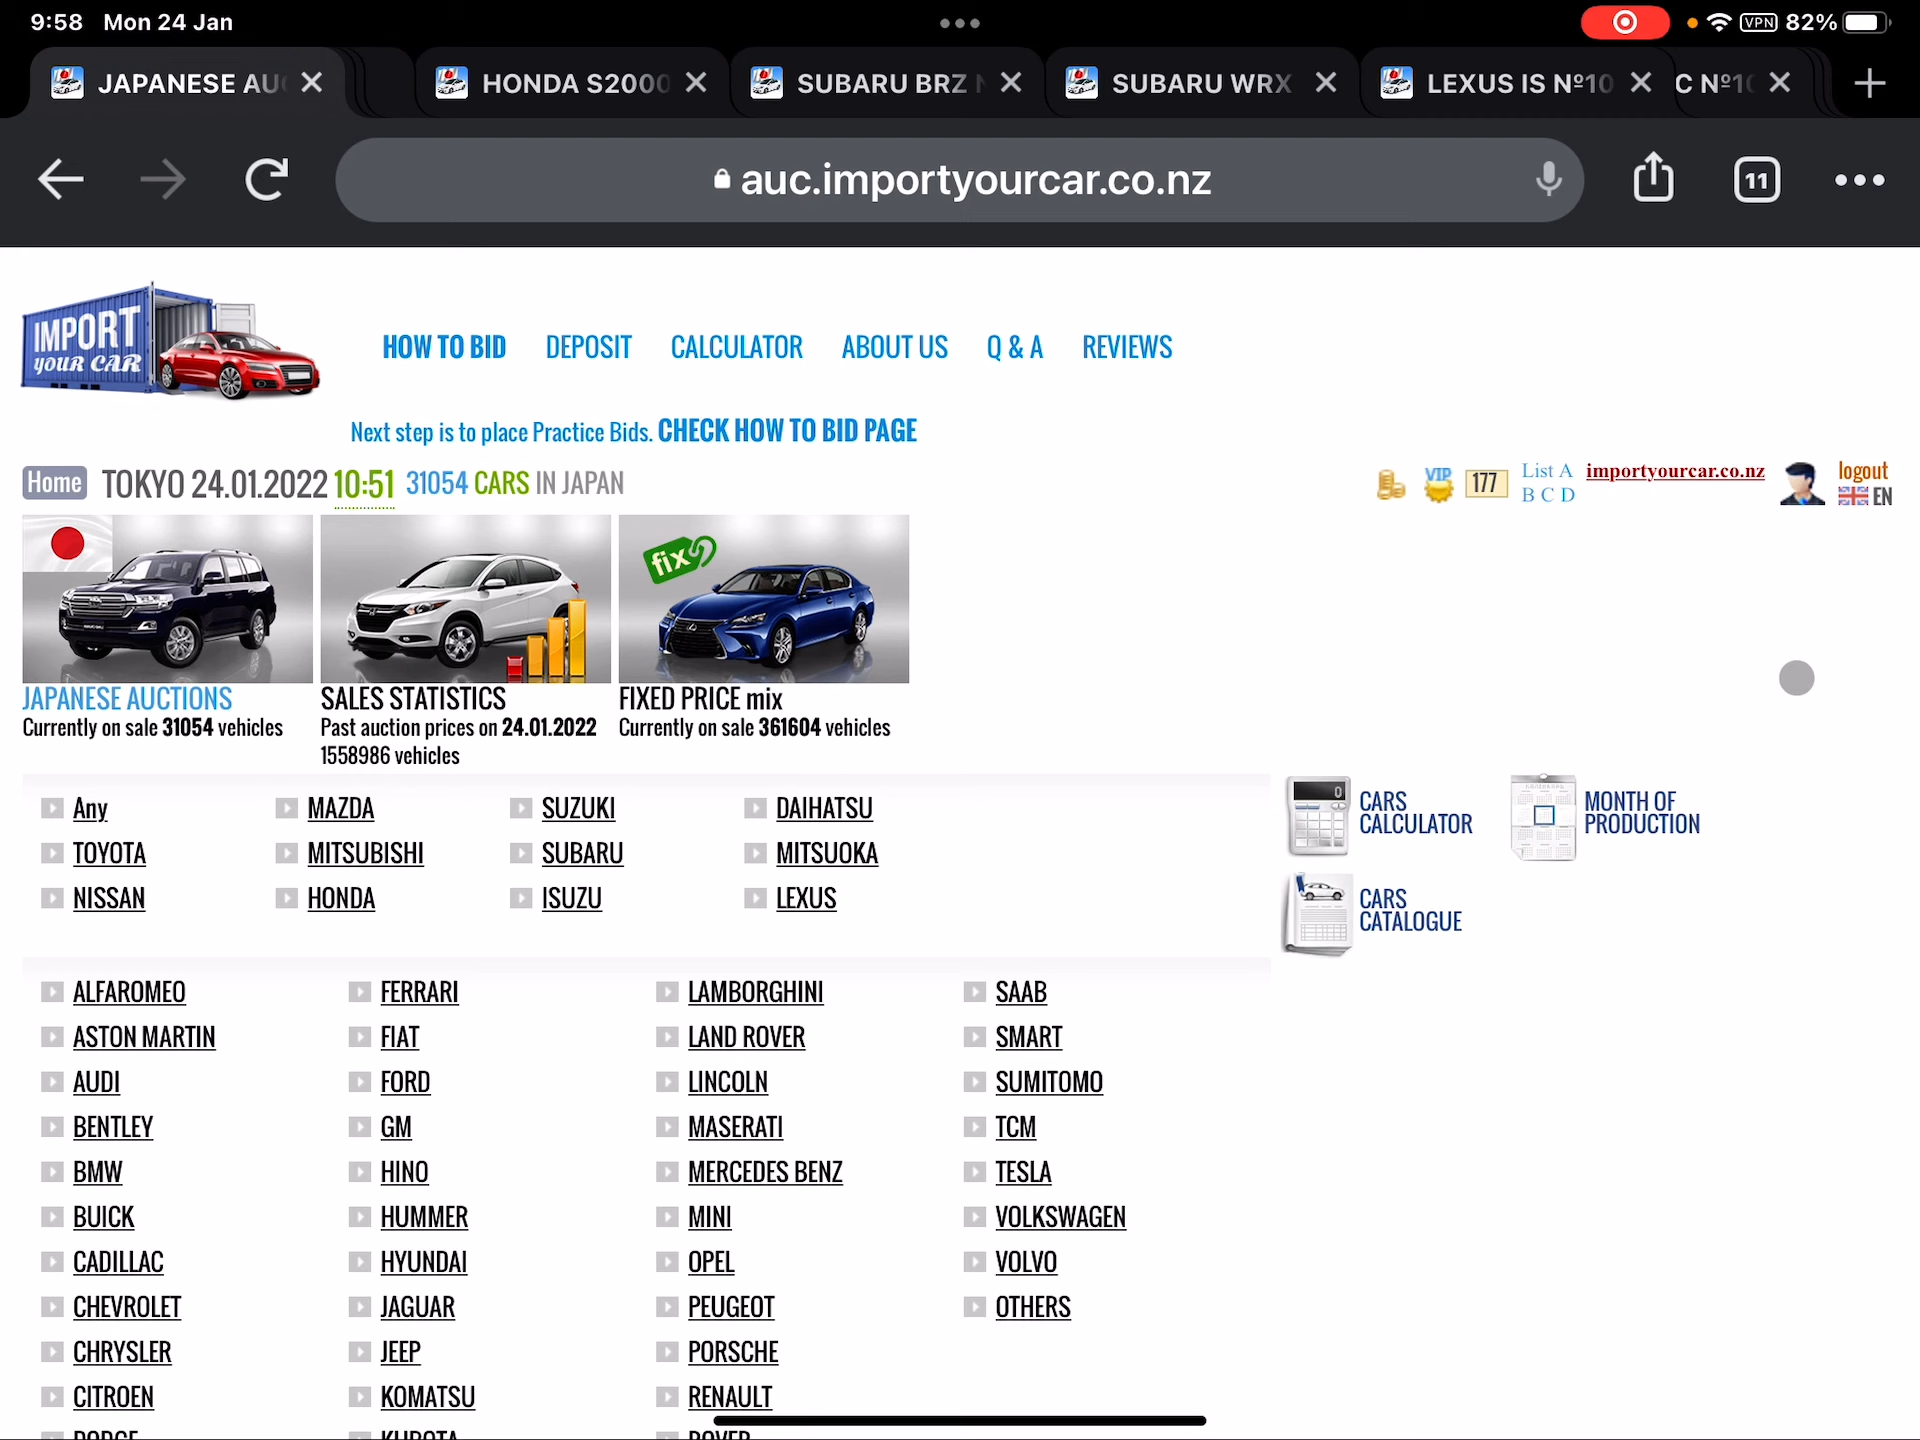 9:58 Mon 24 Jan
VPN 82%
JAPANESE AU
HONDA S2000
SUBARU BRZ
SUBARU WRX
LEXUS IS Nº10
C Nº1
auc.importyourcar.co.nz
11
IMPORT
YOUR CAR
HOW TO BID DEPOSIT CALCULATOR ABOUT US Q & A REVIEWS
Next step is to place Practice Bids. CHECK HOW TO BID PAGE
Home TOKYO 24.01.2022 10:51 31054 CARS IN JAPAN
VIP
177
List A
B C D
importyourcar.co.nz
logout
EN
fix
JAPANESE AUCTIONS
Currently on sale 31054 vehicles
SALES STATISTICS
Past auction prices on 24.01.2022
1558986 vehicles
FIXED PRICE mix
Currently on sale 361604 vehicles
Any MAZDA SUZUKI DAIHATSU
TOYOTA MITSUBISHI SUBARU MITSUOKA
NISSAN HONDA ISUZU LEXUS
0
CARS
CALCULATOR
MONTH OF
PRODUCTION
CARS
CATALOGUE
ALFAROMEO FERRARI LAMBORGHINI SAAB
ASTON MARTIN FIAT LAND ROVER SMART
AUDI FORD LINCOLN SUMITOMO
BENTLEY GM MASERATI TCM
BMW HINO MERCEDES BENZ TESLA
BUICK HUMMER MINI VOLKSWAGEN
CADILLAC HYUNDAI OPEL VOLVO
CHEVROLET JAGUAR PEUGEOT OTHERS
CHRYSLER JEEP PORSCHE
CITROEN KOMATSU RENAULT
DODGE KUBOTA ROVER